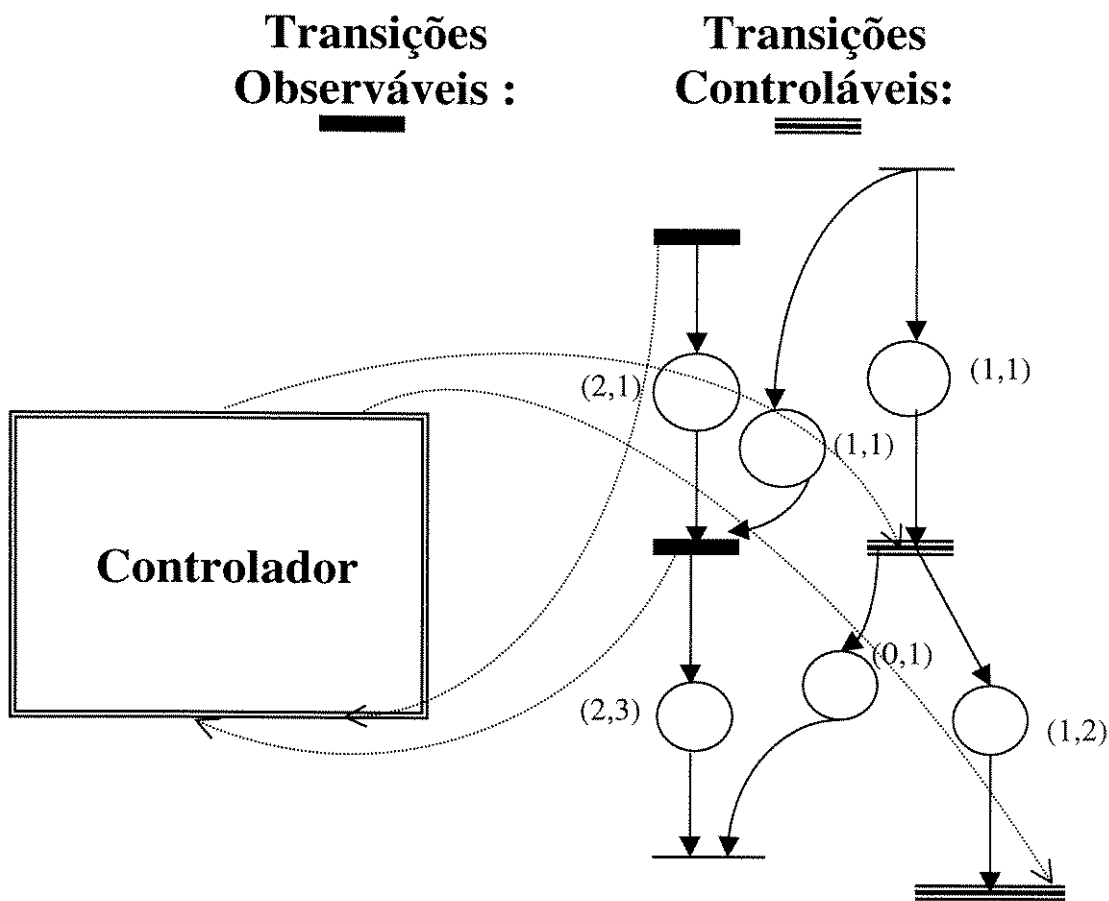 Transições
Observáveis :
Transições
Controláveis:
(2,1)
(1,1)
(1,1)
Controlador
(0,1)
(2,3)
(1,2)